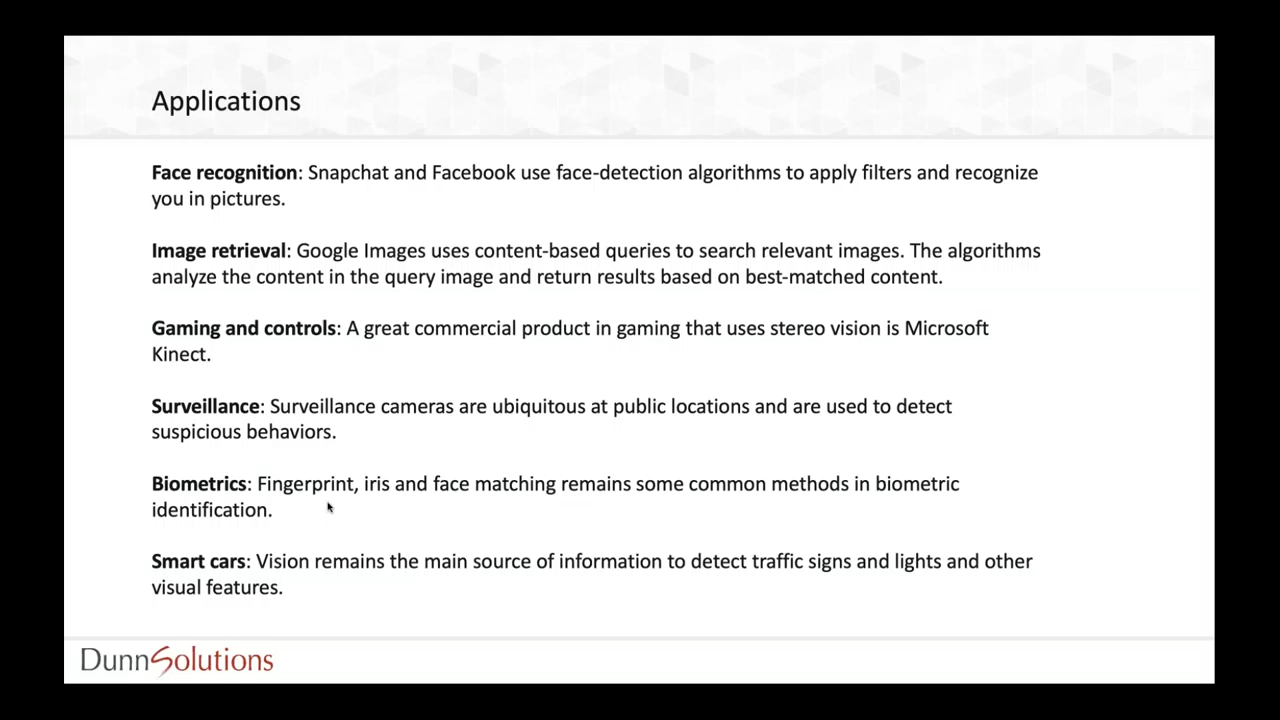 Applications
Face recognition: Snapchat and Facebook use face-detection algorithms to apply filters and recognize
you in pictures.
Image retrieval: Google Images uses content-based queries to search relevant images. The algorithms
analyze the content in the query image and return results based on best-matched content.
Gaming and controls: A great commercial product in gaming that uses stereo vision is Microsoft
Kinect.
Surveillance: Surveillance cameras are ubiquitous at public locations and are used to detect
suspicious behaviors.
Biometrics: Fingerprint, iris and face matching remains some common methods in biometric
identification.
Smart cars: Vision remains the main source of information to detect traffic signs and lights and other
visual features.
DunnSolutions